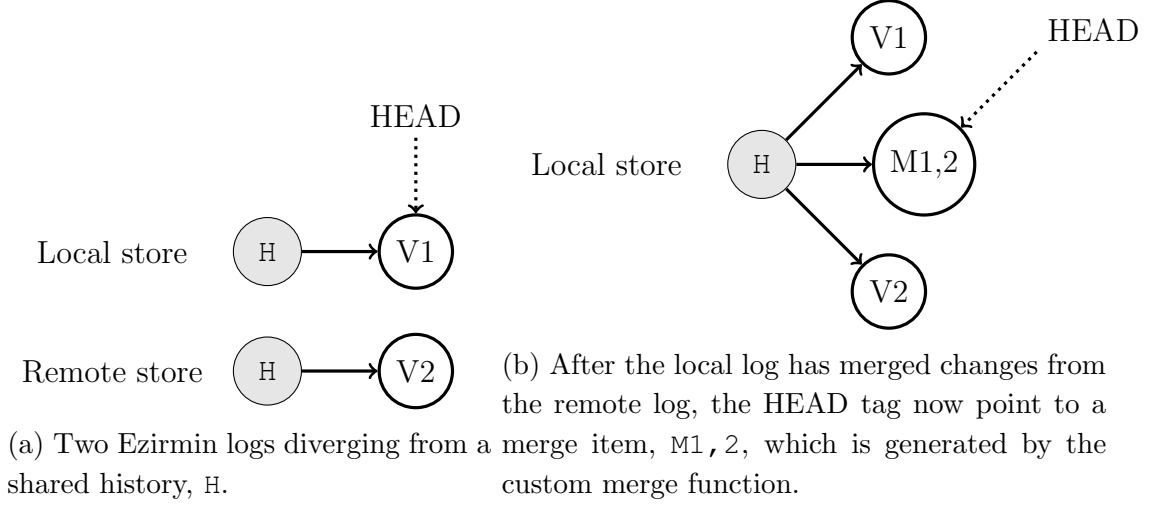 HEAD
Local store
H
V1
Remote store
H
V2
(a) Two Ezirmin logs diverging from a
shared history, H.
V1
HEAD
Local store
H
M1,2
V2
(b) After the local log has merged changes from
the remote log, the HEAD tag now point to a
merge item, M1,2, which is generated by the
custom merge function.